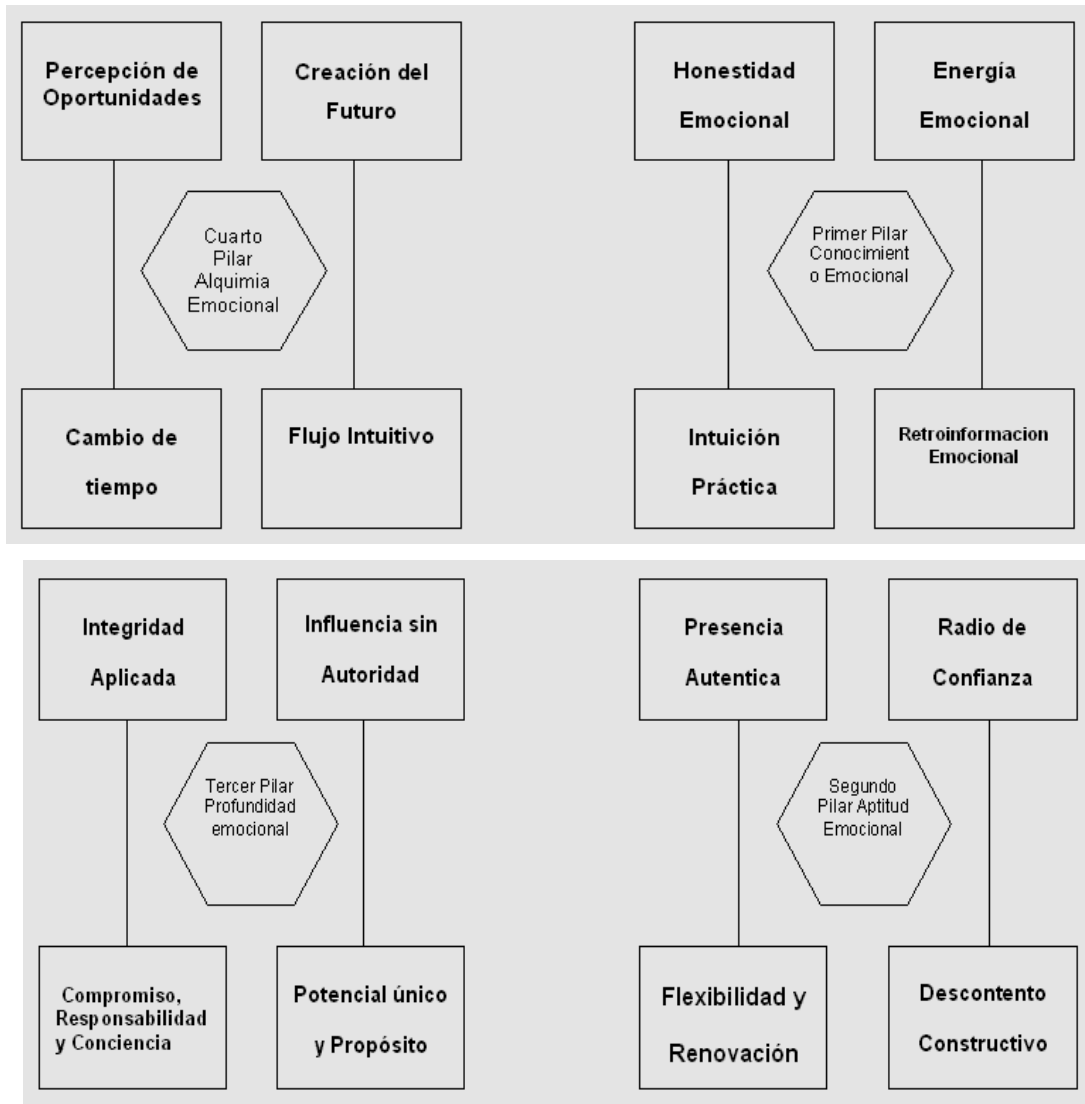 Percepción de
Oportunidades
Creación del
Futuro
Honestidad
Emocional
Energía
Emocional
Cuarto
Pilar
Alquimia
Emocional
Primer Pilar
Conocimient
o Emocional
Cambio de
tiempo
Flujo Intuitivo
Intuición
Práctica
Retroinformacion
Emocional
Integridad
Aplicada
Influencia sin
Autoridad
Presencia
Autentica
Radio de
Confianza
Tercer Pilar
Profundidad
emocional
Segundo
Pilar Aptitud
Emocional
Compromiso,
Responsabilidad
y Conciencia
Potencial único
y Propósito
Flexibilidad y
Renovación
Descontento
Constructivo